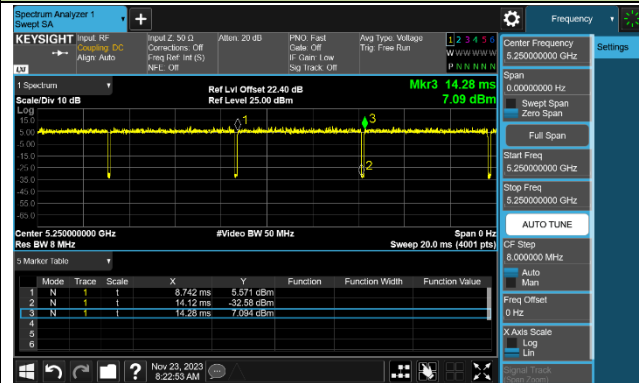 Spectrum Analyzer 1
Swept SA
+
Frequency
KEYSIGHT
Input: RF
Coupling: DC
Align: Auto
Input Z: 50 Ω
Corrections: Off
Freq Ref: Int (S)
NFE: Off
Atten: 20 dB
PNO: Fast
Gate: Off
IF Gain: Low
Sig Track: Off
Avg Type: Voltage
Trig: Free Run
1 2 3 4 5 6
W W W W W W
P N N N N N
LXI
1 Spectrum
Scale/Div 10 dB
Ref Lvl Offset 22.40 dB
Ref Level 25.00 dBm
Mkr3 14.28 ms
7.09 dBm
Log
15.0
5.00
-5.00
-15.0
-25.0
-35.0
-45.0
-55.0
-65.0
1
3
2
Center 5.250000000 GHz
Res BW 8 MHz
#Video BW 50 MHz
Span 0 Hz
Sweep 20.0 ms (4001 pts)
5 Marker Table
Mode Trace Scale X Y Function Function Width Function Value
1 N 1 t 8.742 ms 5.571 dBm
2 N 1 t 14.12 ms -32.58 dBm
3 N 1 t 14.28 ms 7.094 dBm
4
5
6
Nov 23, 2023
8:22:53 AM
?
Settings
Center Frequency
5.250000000 GHz
Span
0.00000000 Hz
Swept Span
Zero Span
Full Span
Start Freq
5.250000000 GHz
Stop Freq
5.250000000 GHz
AUTO TUNE
CF Step
8.000000 MHz
Auto
Man
Freq Offset
0 Hz
X Axis Scale
Log
Lin
Signal Track
(Span Zoom)